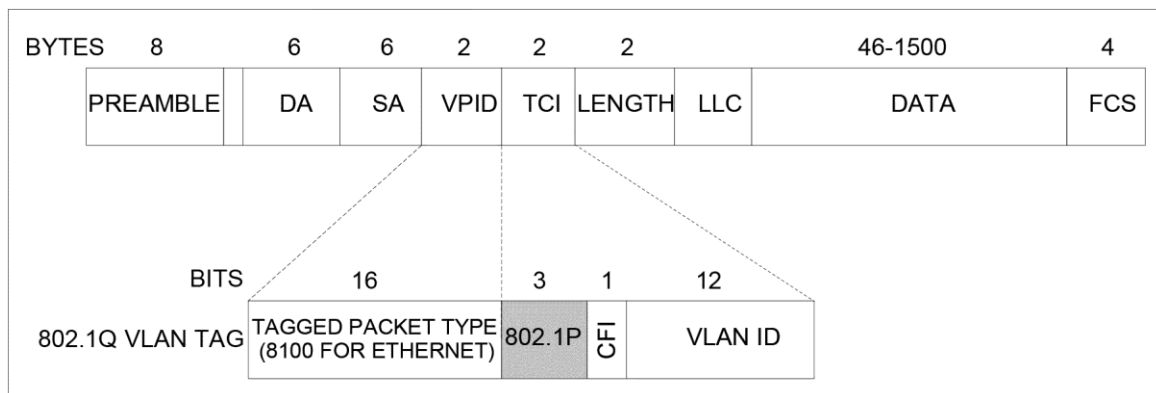 BYTES 8 6 6 2 2 2 46-1500 4
PREAMBLE DA SA VPID TCI LENGTH LLC DATA FCS
BITS 16 3 1 12
802.1Q VLAN TAG TAGGED PACKET TYPE
(8100 FOR ETHERNET) 802.1P CFI VLAN ID